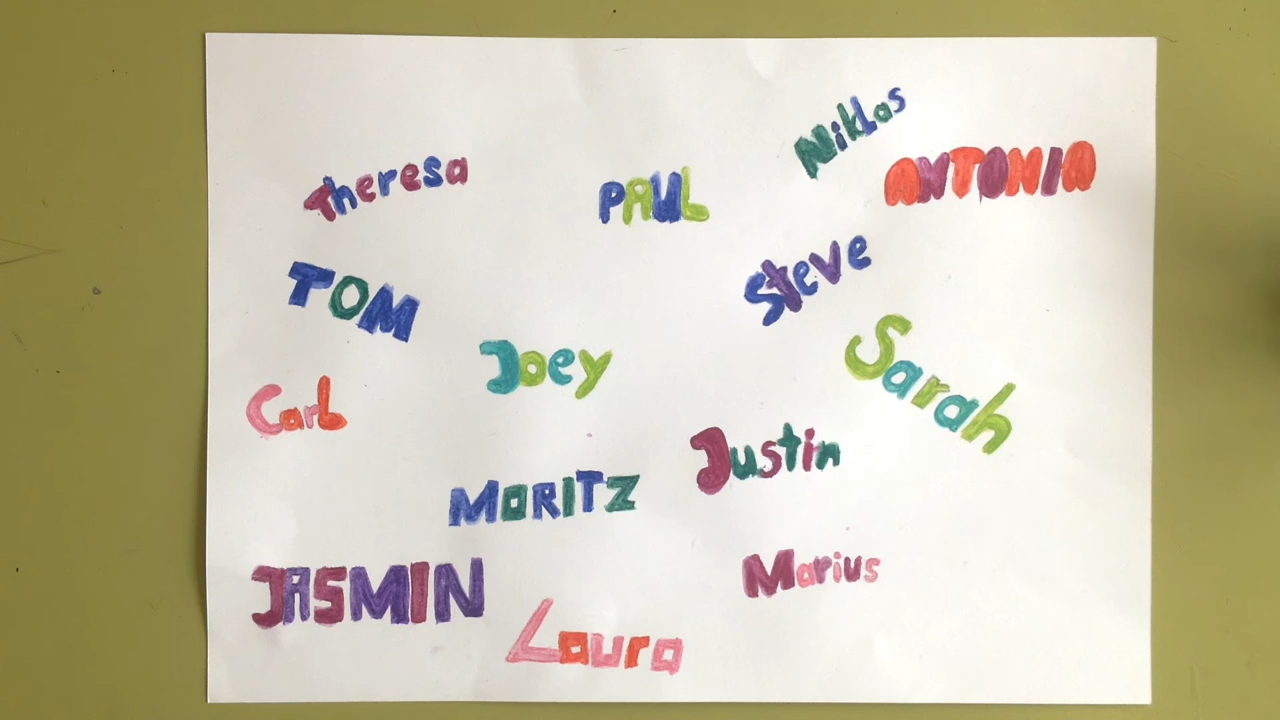 Niklas
Theresa
PAUL
ANTONIA
TOM
Steve
Joey
Sarah
Carl
Justin
MORITZ
JASMIN
Marius
Laura